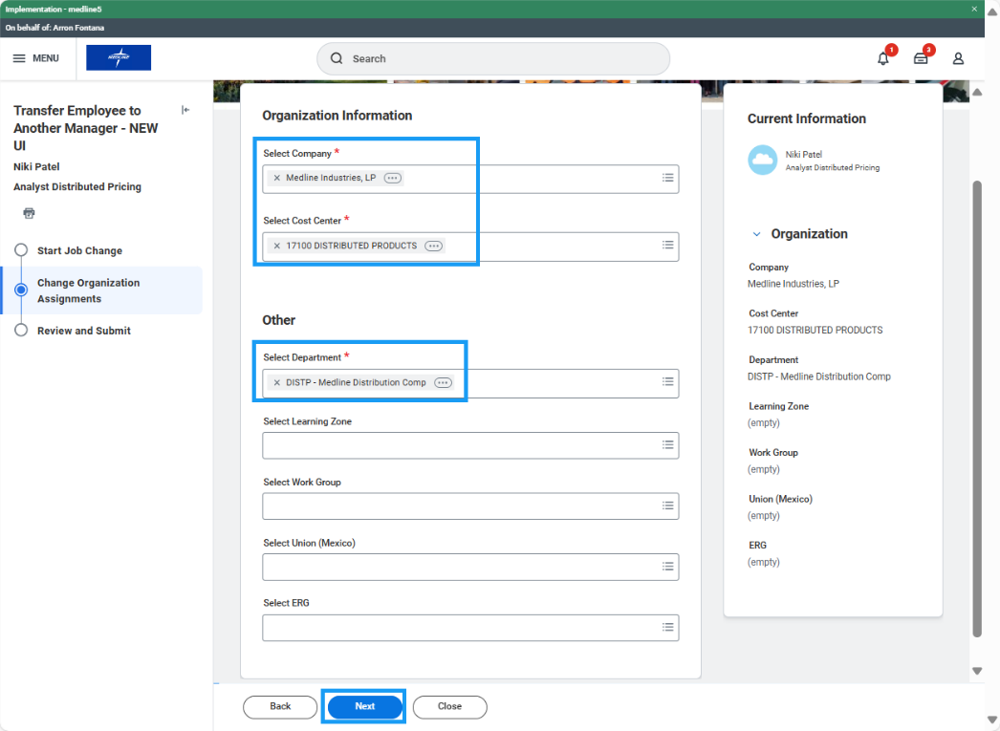 Implementation - medline5
On behalf of: Arron Fontana
MENU
MEDLINE
Search
1
3
Transfer Employee to
Another Manager - NEW
UI
Niki Patel
Analyst Distributed Pricing
Start Job Change
Change Organization
Assignments
Review and Submit
Organization Information
Select Company *
× Medline Industries, LP
Select Cost Center *
× 17100 DISTRIBUTED PRODUCTS
Other
Select Department *
× DISTP - Medline Distribution Comp
Select Learning Zone
Select Work Group
Select Union (Mexico)
Select ERG
Back
Next
Close
Current Information
Niki Patel
Analyst Distributed Pricing
Organization
Company
Medline Industries, LP
Cost Center
17100 DISTRIBUTED PRODUCTS
Department
DISTP - Medline Distribution Comp
Learning Zone
(empty)
Work Group
(empty)
Union (Mexico)
(empty)
ERG
(empty)